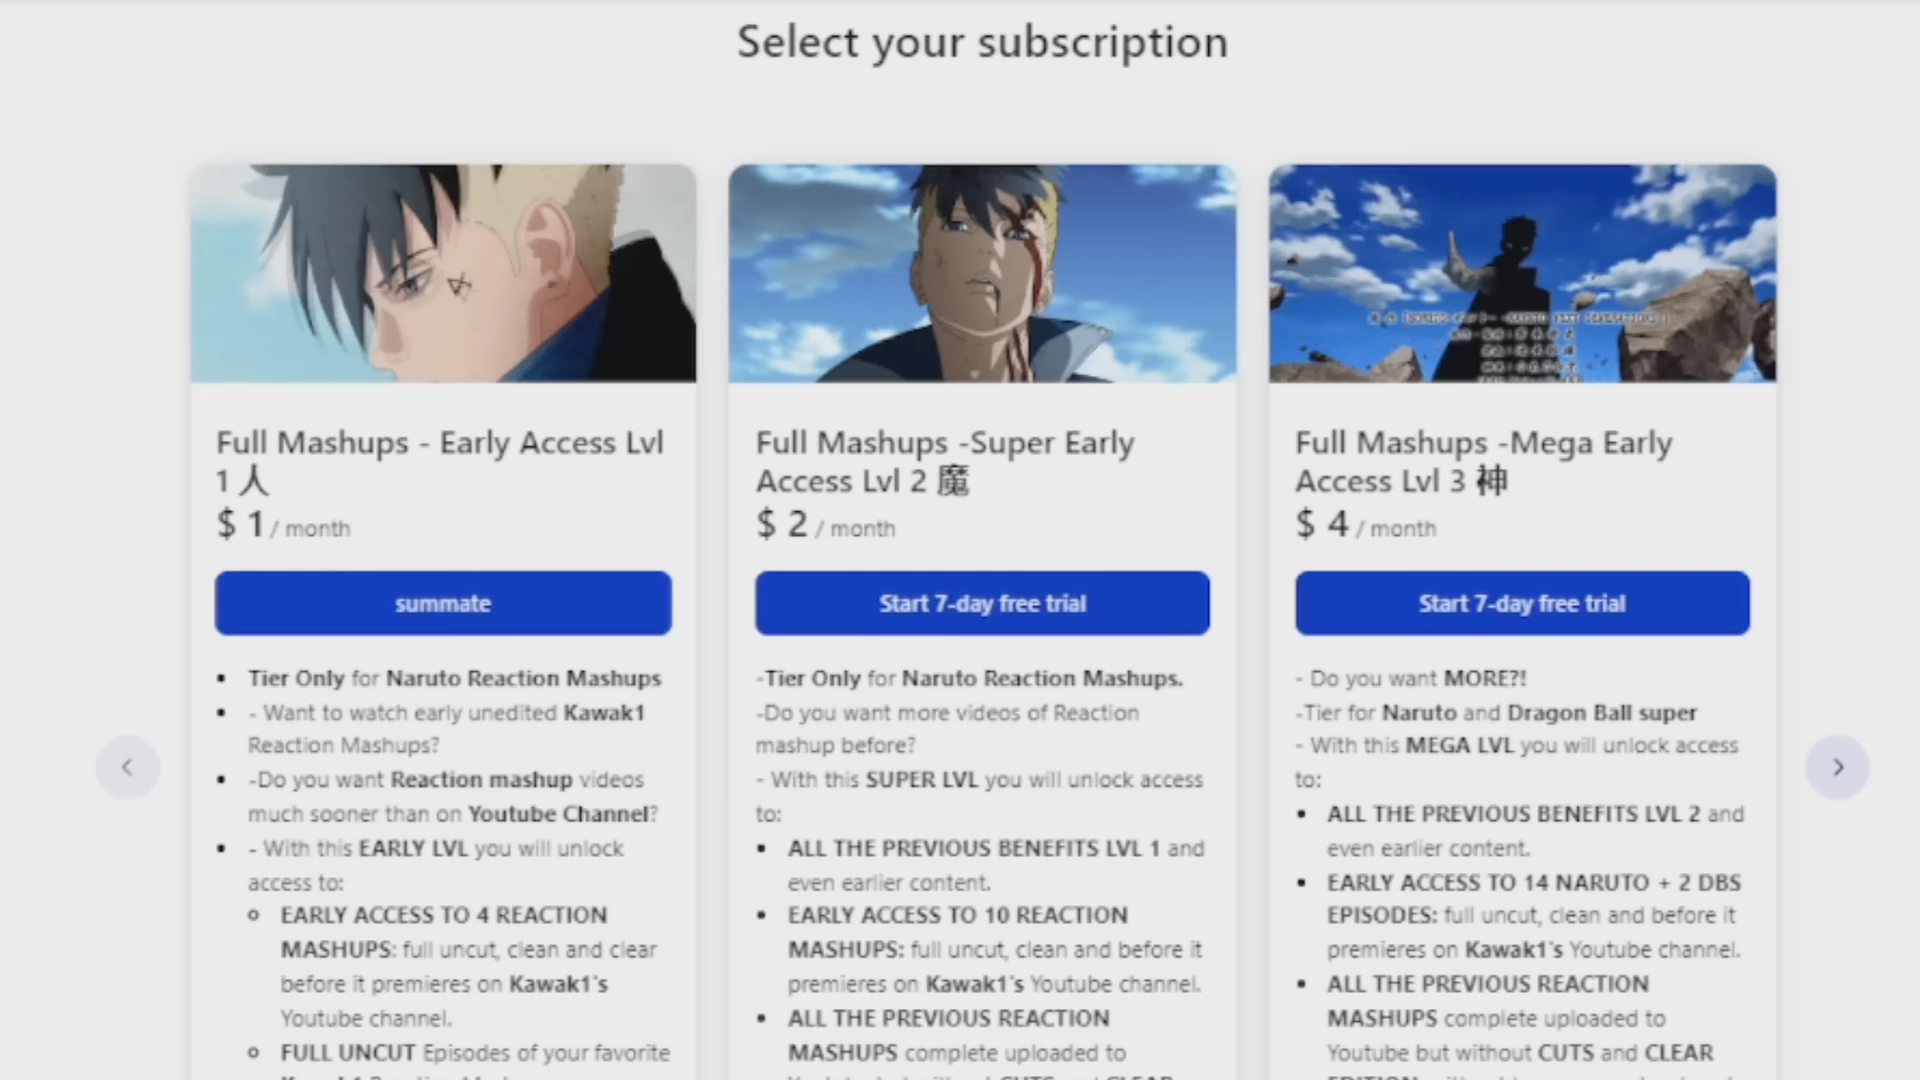 Select your subscription
Full Mashups - Early Access Lvl
1 人
$ 1 / month
summate
▪ Tier Only for Naruto Reaction Mashups
▪ - Want to watch early unedited Kawak1
Reaction Mashups?
▪ -Do you want Reaction mashup videos
much sooner than on Youtube Channel?
▪ - With this EARLY LVL you will unlock
access to:
EARLY ACCESS TO 4 REACTION
MASHUPS: full uncut, clean and clear
before it premieres on Kawak1's
Youtube channel.
FULL UNCUT Episodes of your favorite
Full Mashups -Super Early
Access Lvl 2 魔
$ 2 / month
Start 7-day free trial
-Tier Only for Naruto Reaction Mashups.
-Do you want more videos of Reaction
mashup before?
- With this SUPER LVL you will unlock access
to:
▪ ALL THE PREVIOUS BENEFITS LVL 1 and
even earlier content.
▪ EARLY ACCESS TO 10 REACTION
MASHUPS: full uncut, clean and before it
premieres on Kawak1's Youtube channel.
▪ ALL THE PREVIOUS REACTION
MASHUPS complete uploaded to
Full Mashups -Mega Early
Access Lvl 3 神
$ 4 / month
Start 7-day free trial
- Do you want MORE?!
-Tier for Naruto and Dragon Ball super
- With this MEGA LVL you will unlock access
to:
▪ ALL THE PREVIOUS BENEFITS LVL 2 and
even earlier content.
▪ EARLY ACCESS TO 14 NARUTO + 2 DBS
EPISODES: full uncut, clean and before it
premieres on Kawak1's Youtube channel.
▪ ALL THE PREVIOUS REACTION
MASHUPS complete uploaded to
Youtube but without CUTS and CLEAR